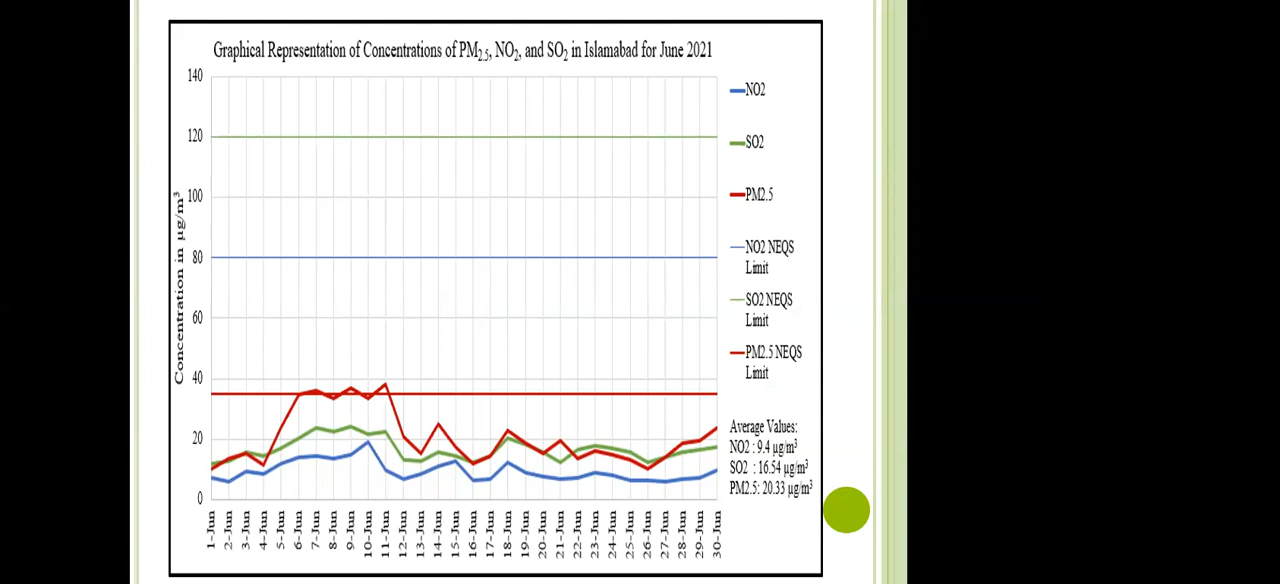 Graphical Representation of Concentrations of PM2.5, NO2, and SO2 in Islamabad for June 2021
Concentration in µg/m³
140
120
100
80
60
40
20
0
1-Jun
2-Jun
3-Jun
4-Jun
5-Jun
6-Jun
7-Jun
8-Jun
9-Jun
10-Jun
11-Jun
12-Jun
13-Jun
14-Jun
15-Jun
16-Jun
17-Jun
18-Jun
19-Jun
20-Jun
21-Jun
22-Jun
23-Jun
24-Jun
25-Jun
26-Jun
27-Jun
28-Jun
29-Jun
30-Jun
NO2
SO2
PM2.5
NO2 NEQS
Limit
SO2 NEQS
Limit
PM2.5 NEQS
Limit
Average Values:
NO2 : 9.4 µg/m³
SO2 : 16.54 µg/m³
PM2.5: 20.33 µg/m³